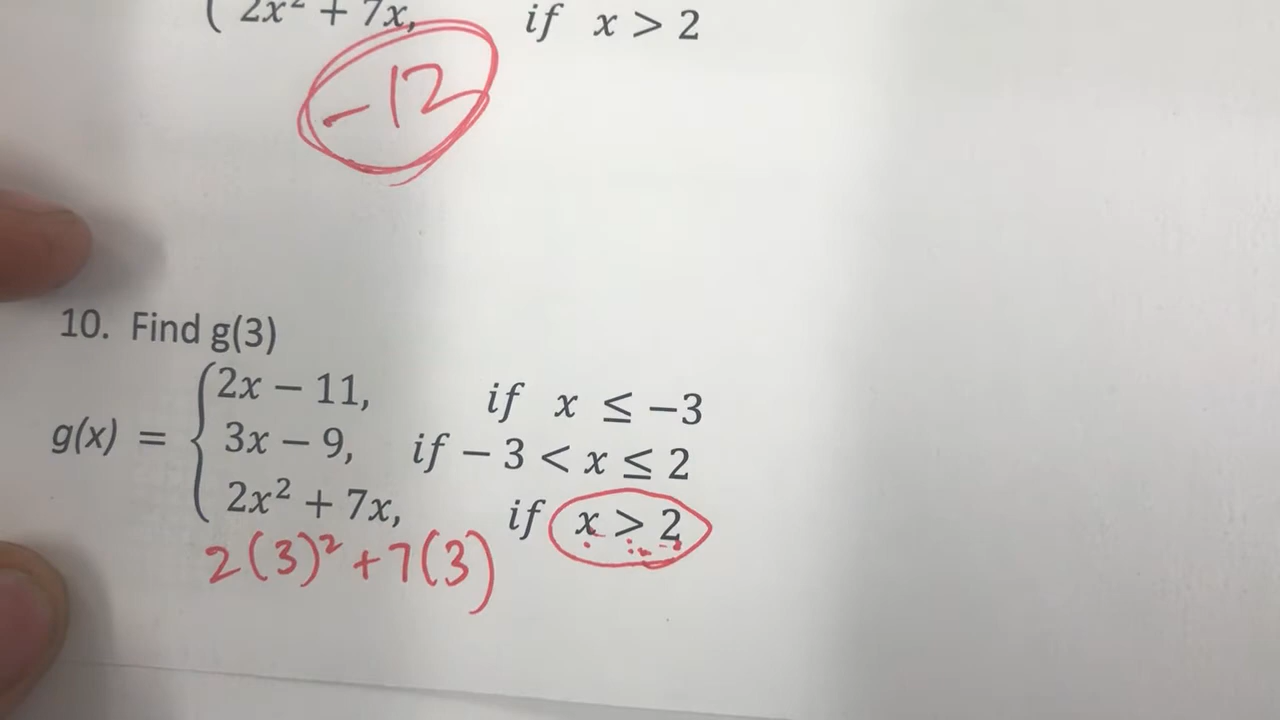 2x² + 7x, if x > 2
-12
10. Find g(3)
2x − 11, if x ≤ −3
g(x) = { 3x − 9, if − 3 < x ≤ 2
2x² + 7x, if x > 2
2(3)² + 7(3)